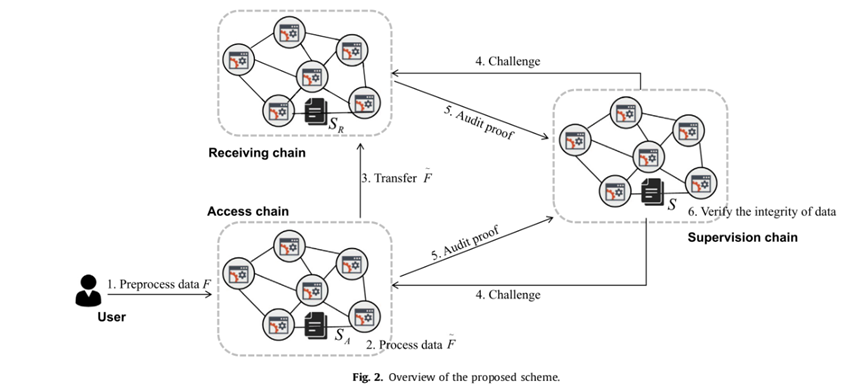 4. Challenge
5. Audit proof
S_R
Receiving chain
3. Transfer F̃
Access chain
S
6. Verify the integrity of data
Supervision chain
5. Audit proof
1. Preprocess data F
User
4. Challenge
S_A
2. Process data F̃
Fig. 2. Overview of the proposed scheme.